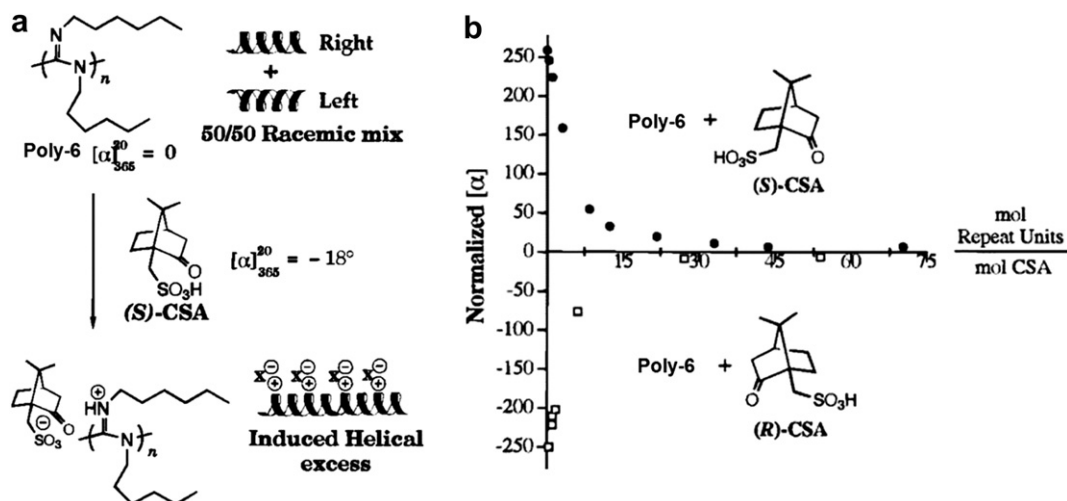 a
N
N
n
Poly-6 [α]²⁰₃₆₅ = 0
Right
+
Left
50/50 Racemic mix
O
SO₃H
(S)-CSA
[α]²⁰₃₆₅ = − 18°
SO₃ ⊖
O
HN ⊕
N
n
X⊖ X⊖ X⊖ X⊖
⊕ ⊕ ⊕ ⊕
Induced Helical
excess
b
Normalized [α]
250
200
150
100
50
0
-50
-100
-150
-200
-250
15 30 45 60 75
mol
Repeat Units
mol CSA
Poly-6 +
HO₃S
O
(S)-CSA
Poly-6 +
O
SO₃H
(R)-CSA